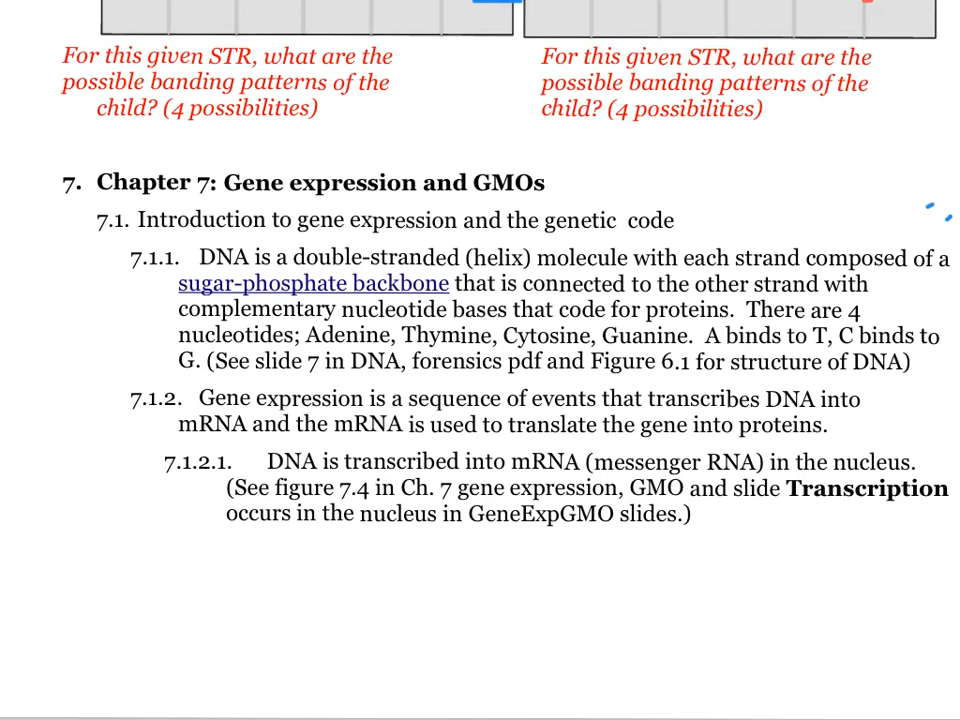 For this given STR, what are the
possible banding patterns of the
child? (4 possibilities)
For this given STR, what are the
possible banding patterns of the
child? (4 possibilities)
7. Chapter 7: Gene expression and GMOs
7.1. Introduction to gene expression and the genetic code
7.1.1. DNA is a double-stranded (helix) molecule with each strand composed of a
sugar-phosphate backbone that is connected to the other strand with
complementary nucleotide bases that code for proteins. There are 4
nucleotides; Adenine, Thymine, Cytosine, Guanine. A binds to T, C binds to
G. (See slide 7 in DNA, forensics pdf and Figure 6.1 for structure of DNA)
7.1.2. Gene expression is a sequence of events that transcribes DNA into
mRNA and the mRNA is used to translate the gene into proteins.
7.1.2.1. DNA is transcribed into mRNA (messenger RNA) in the nucleus.
(See figure 7.4 in Ch. 7 gene expression, GMO and slide Transcription
occurs in the nucleus in GeneExpGMO slides.)